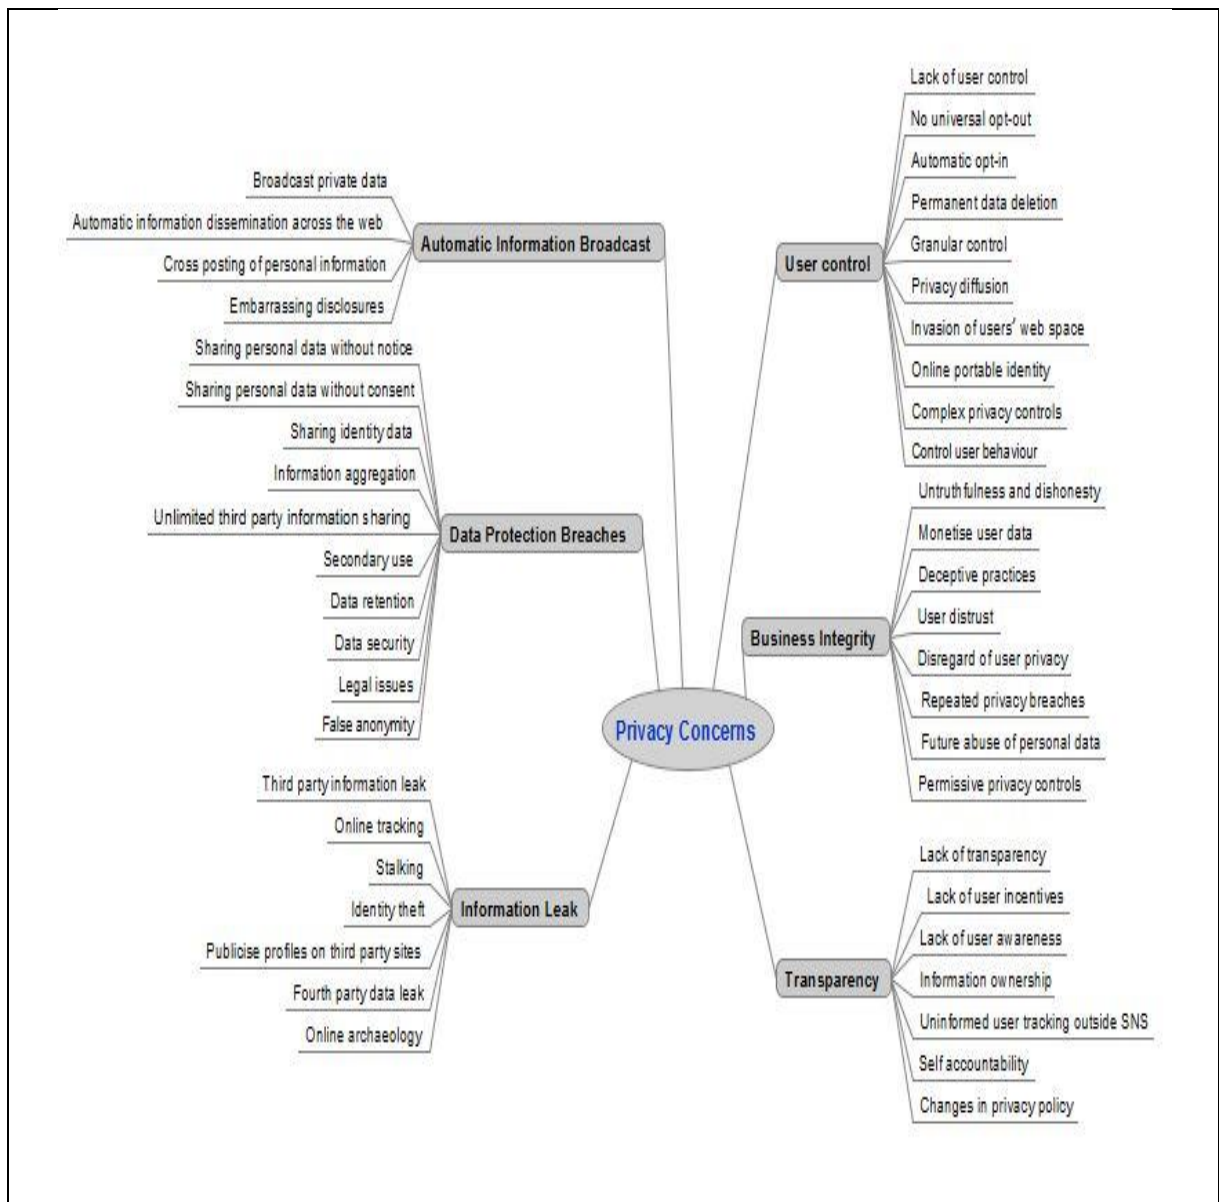 Broadcast private data
Automatic information dissemination across the web
Cross posting of personal information
Embarrassing disclosures
Automatic Information Broadcast
Sharing personal data without notice
Sharing personal data without consent
Sharing identity data
Information aggregation
Unlimited third party information sharing
Secondary use
Data retention
Data security
Legal issues
False anonymity
Data Protection Breaches
Third party information leak
Online tracking
Stalking
Identity theft
Publicise profiles on third party sites
Fourth party data leak
Online archaeology
Information Leak
Privacy Concerns
User control
Lack of user control
No universal opt-out
Automatic opt-in
Permanent data deletion
Granular control
Privacy diffusion
Invasion of users’ web space
Online portable identity
Complex privacy controls
Control user behaviour
Business Integrity
Untruthfulness and dishonesty
Monetise user data
Deceptive practices
User distrust
Disregard of user privacy
Repeated privacy breaches
Future abuse of personal data
Permissive privacy controls
Transparency
Lack of transparency
Lack of user incentives
Lack of user awareness
Information ownership
Uninformed user tracking outside SNS
Self accountability
Changes in privacy policy